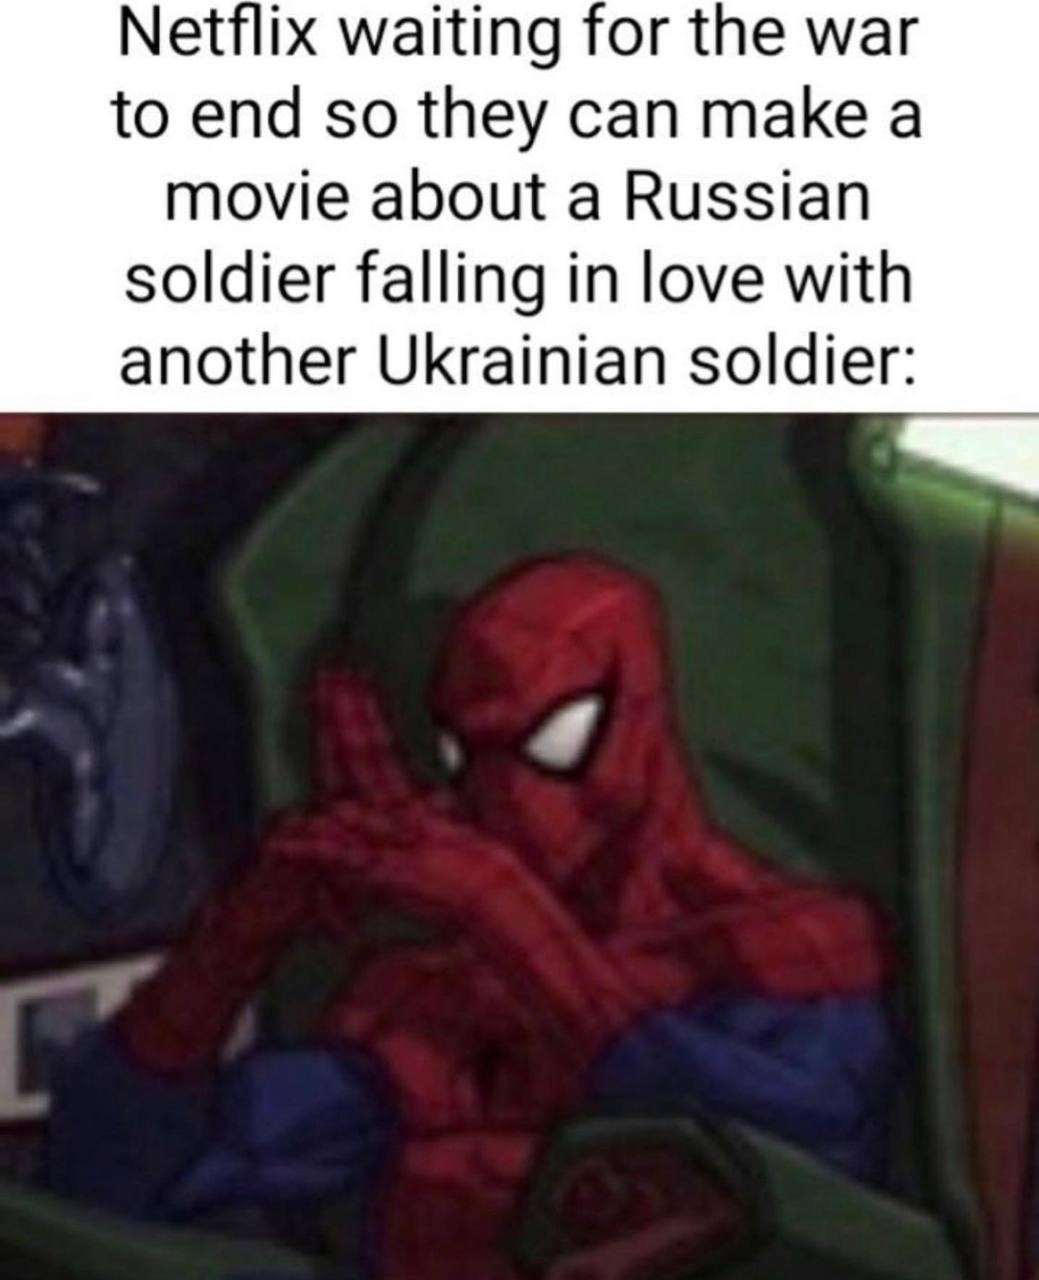 Netflix waiting for the war
to end so they can make a
movie about a Russian
soldier falling in love with
another Ukrainian soldier: